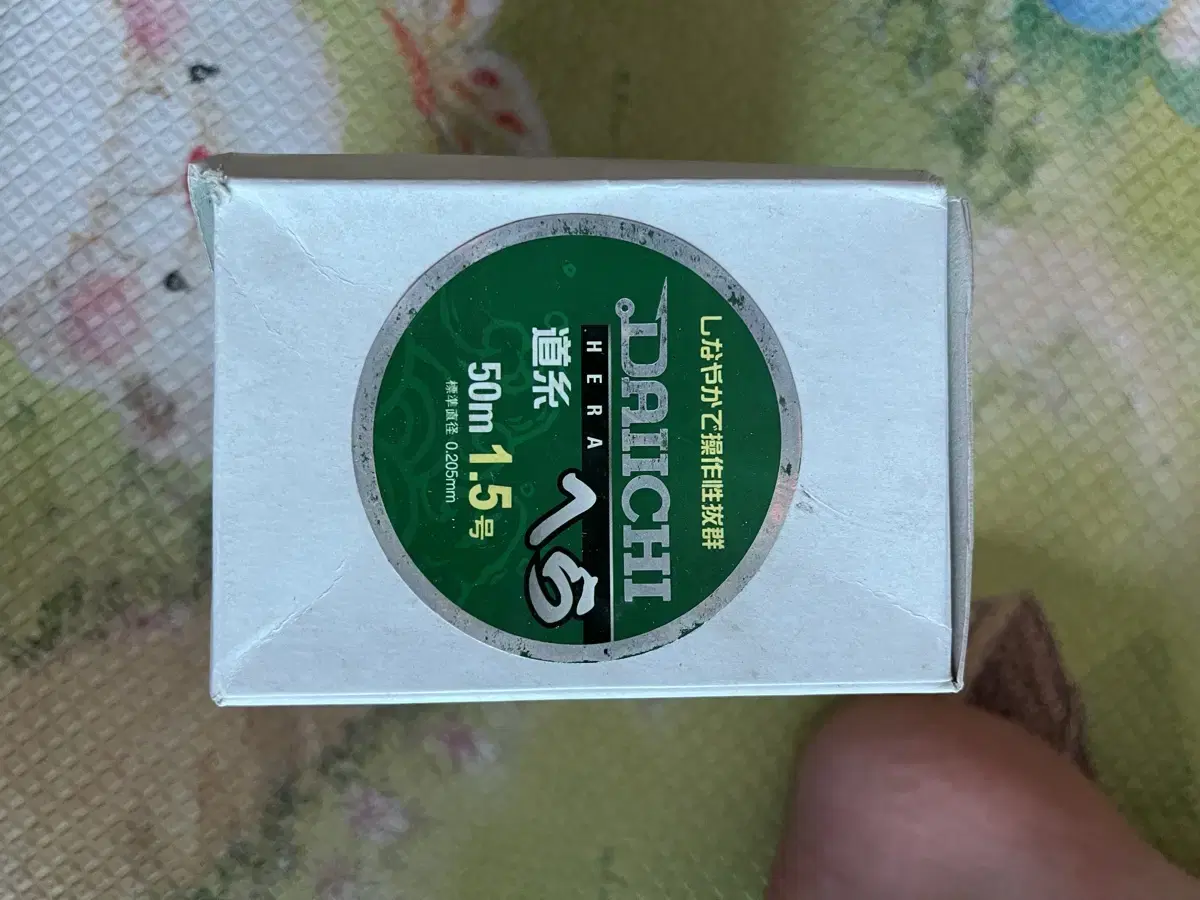 しなやかで操作性抜群
DAIICHI
HERA へら
道糸
50m 1.5号
標準直径 0.205mm